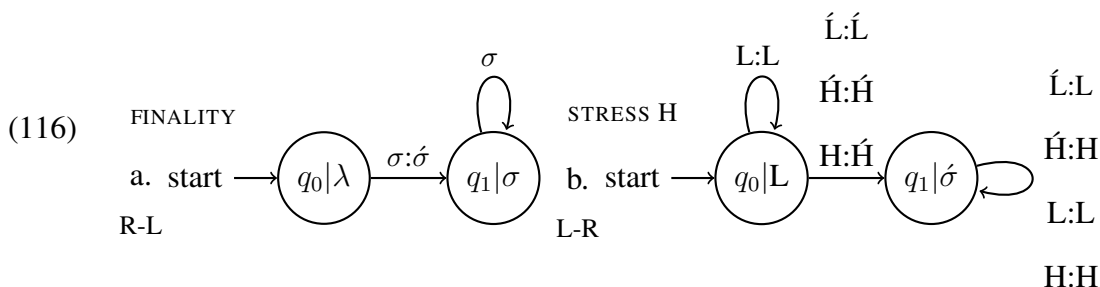 (116)
FINALITY
a. start q₀|λ σ:σ́ q₁|σ σ
R-L
STRESS H
b. start q₀|L L:L
L-R
Ĺ:Ĺ
H́:H́
H:H́
q₁|σ́
Ĺ:L
H́:H
L:L
H:H